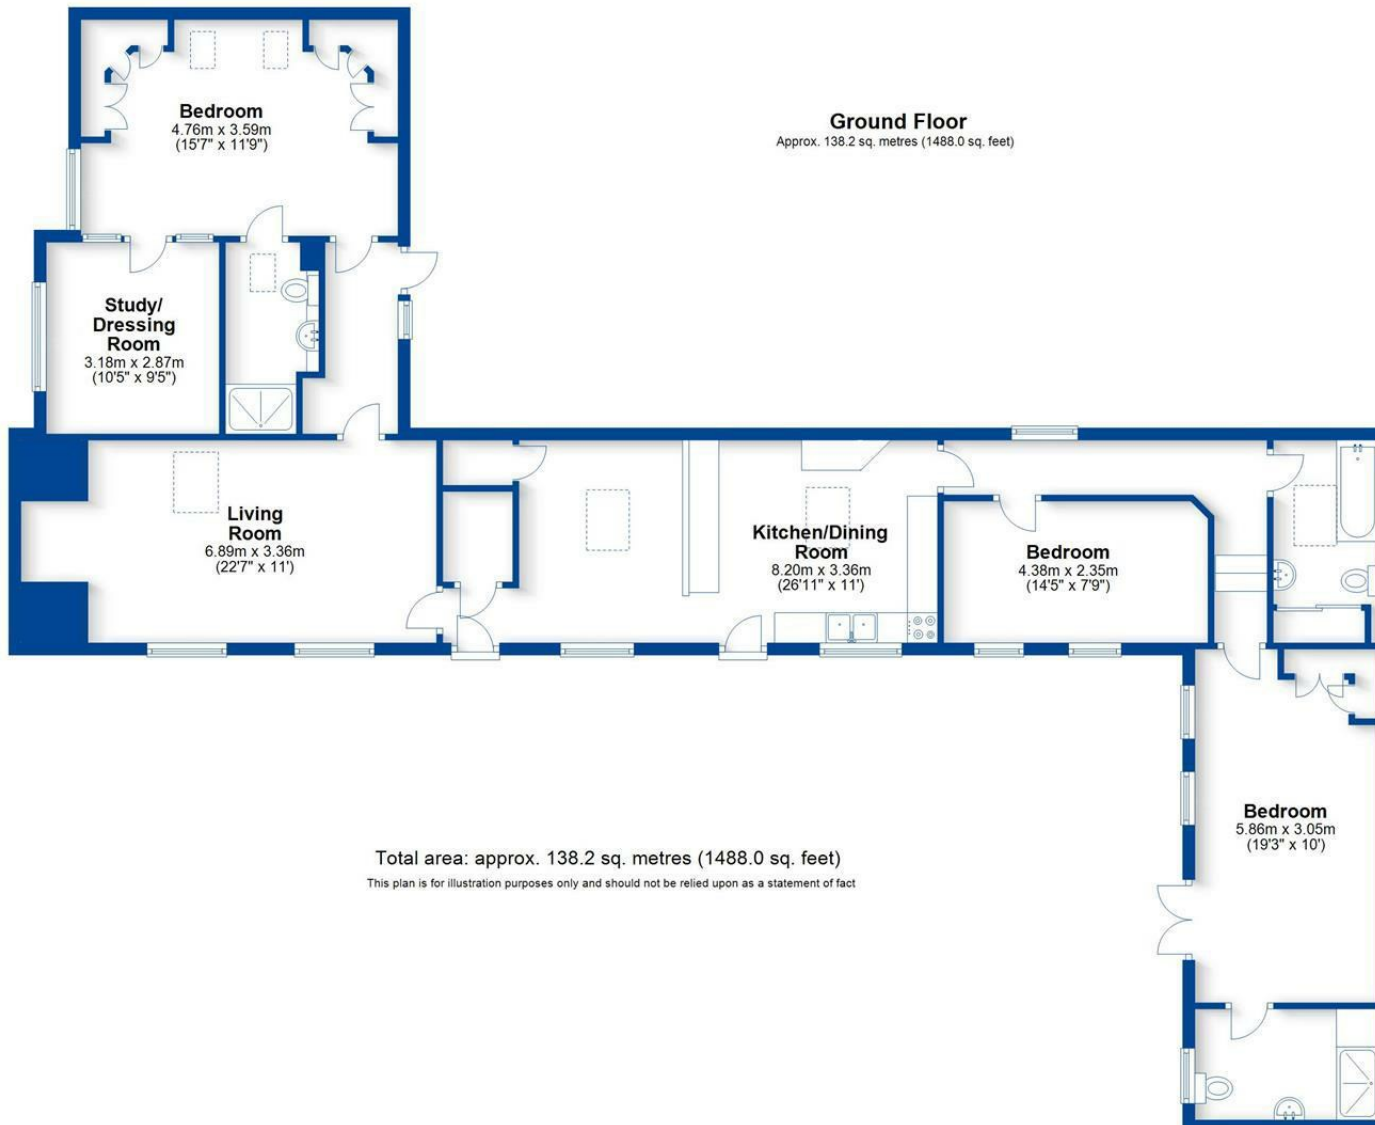 Bedroom
4.76m x 3.59m
(15'7" x 11'9")
Ground Floor
Approx. 138.2 sq. metres (1488.0 sq. feet)
Study/
Dressing
Room
3.18m x 2.87m
(10'5" x 9'5")
Living
Room
6.89m x 3.36m
(22'7" x 11')
Kitchen/Dining
Room
8.20m x 3.36m
(26'11" x 11')
Bedroom
4.38m x 2.35m
(14'5" x 7'9")
Bedroom
5.86m x 3.05m
(19'3" x 10')
Total area: approx. 138.2 sq. metres (1488.0 sq. feet)
This plan is for illustration purposes only and should not be relied upon as a statement of fact